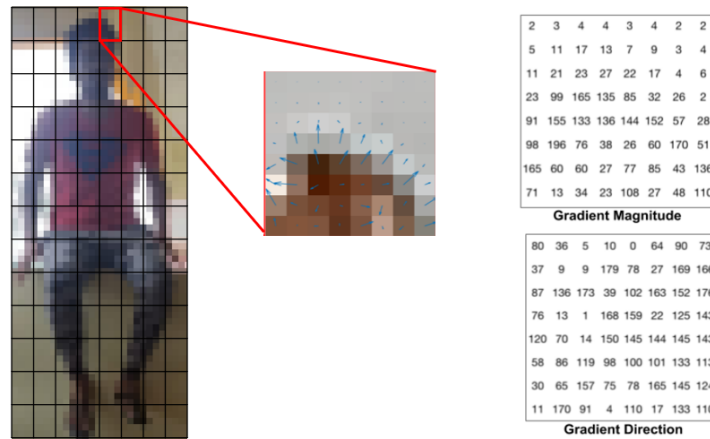 2 3 4 4 3 4 2 2
5 11 17 13 7 9 3 4
11 21 23 27 22 17 4 6
23 99 165 135 85 32 26 2
91 155 133 136 144 152 57 28
98 196 76 38 26 60 170 51
165 60 60 27 77 85 43 136
71 13 34 23 108 27 48 110
Gradient Magnitude
80 36 5 10 0 64 90 73
37 9 9 179 78 27 169 166
87 136 173 39 102 163 152 176
76 13 1 168 159 22 125 143
120 70 14 150 145 144 145 143
58 86 119 98 100 101 133 113
30 65 157 75 78 165 145 124
11 170 91 4 110 17 133 110
Gradient Direction